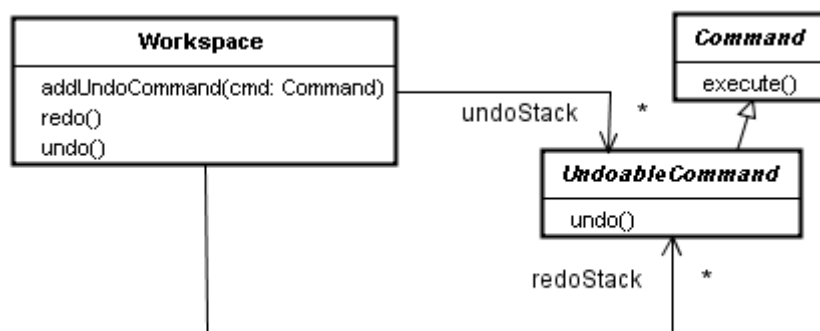 Workspace
addUndoCommand(cmd: Command)
redo()
undo()
undoStack
*
Command
execute()
UndoableCommand
undo()
redoStack
*